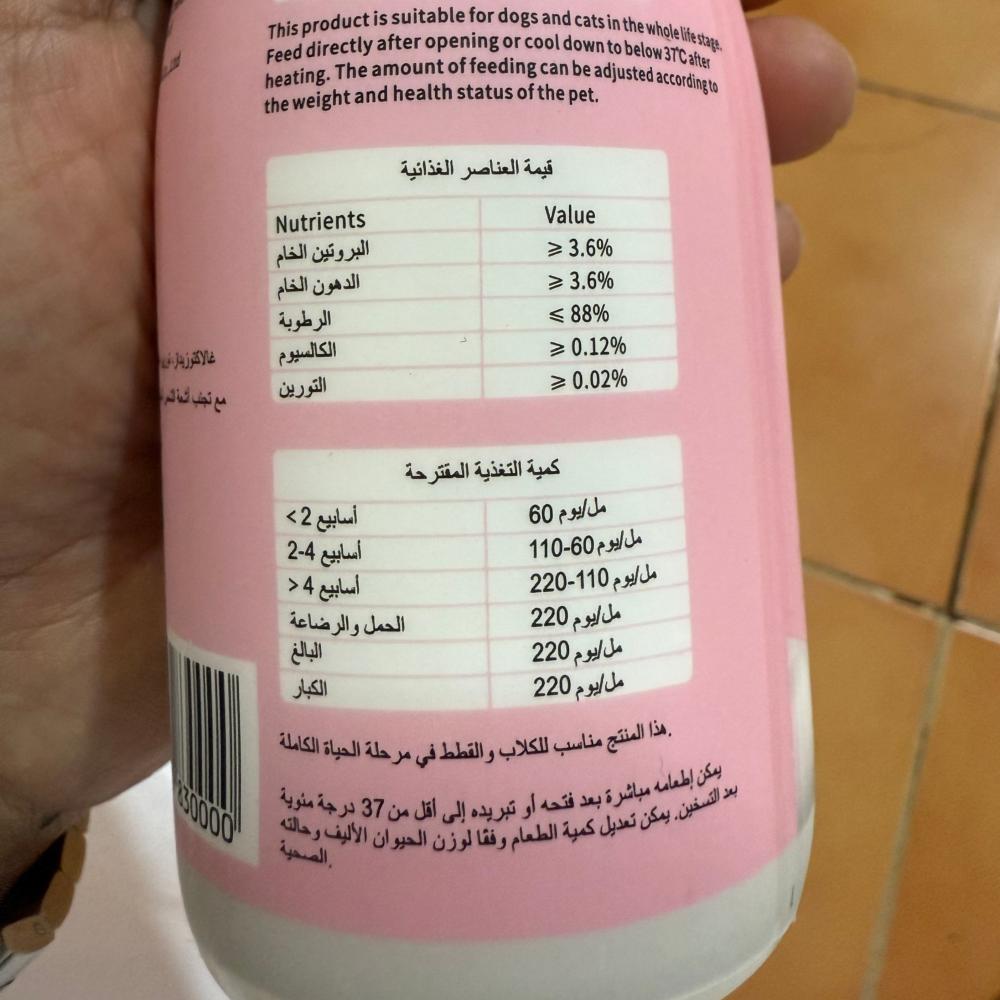 This product is suitable for dogs and cats in the whole life stage.
Feed directly after opening or cool down to below 37℃ after
heating. The amount of feeding can be adjusted according to
the weight and health status of the pet.
قيمة العناصر الغذائية
Nutrients Value
البروتين الخام ≥ 3.6%
الدهون الخام ≥ 3.6%
الرطوبة ≤ 88%
الكالسيوم ≥ 0.12%
التورين ≥ 0.02%
مع تجنب أشعة
كمية التغذية المقترحة
< 2 أسابيع 60 مل/يوم
2-4 أسابيع 110-60 مل/يوم
> 4 أسابيع 220-110 مل/يوم
الحمل والرضاعة 220 مل/يوم
البالغ 220 مل/يوم
الكبار 220 مل/يوم
هذا المنتج مناسب للكلاب والقطط في مرحلة الحياة الكاملة.
يمكن إطعامه مباشرة بعد فتحه أو تبريده إلى أقل من 37 درجة مئوية
بعد التسخين. يمكن تعديل كمية الطعام وفقا لوزن الحيوان الأليف وحالته
الصحية.
830000